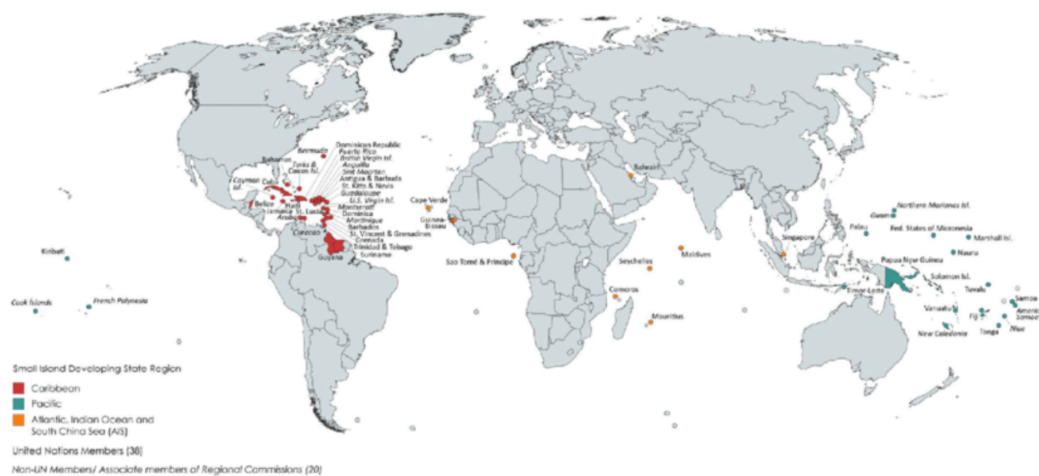 Bermuda
Dominican Republic
Puerto Rico
British Virgin Isl.
Anguilla
Sint Maarten
Antigua & Barbuda
St. Kitts & Nevis
Guadaloupe
U.S. Virgin Isl.
Montserrat
Dominica
Martinique
Barbados
St. Vincent & Grenadines
Grenada
Trinidad & Tobago
Suriname
Bahamas
Turks &
Caicos Isl.
Cayman
Isl.
Cuba
Belize
Haiti
Jamaica
St. Lucia
Aruba
Curacao
Guyana
Cape Verde
Guinea-
Bissau
Sao Tomé & Principe
Bahrain
Maldives
Seychelles
Comoros
Mauritius
Singapore
Timor-Leste
Northern Mariana Isl.
Guam
Palau
Fed. States of Micronesia
Marshall Isl.
Nauru
Papua New Guinea
Solomon Isl.
Tuvalu
Samoa
American
Samoa
Vanuatu
Fiji
Niue
Tonga
New Caledonia
Kiribati
Cook Islands
French Polynesia
Small Island Developing State Region
Caribbean
Pacific
Atlantic, Indian Ocean and
South China Sea (AIS)
United Nations Members (38)
Non-UN Members/ Associate members of Regional Commissions (20)